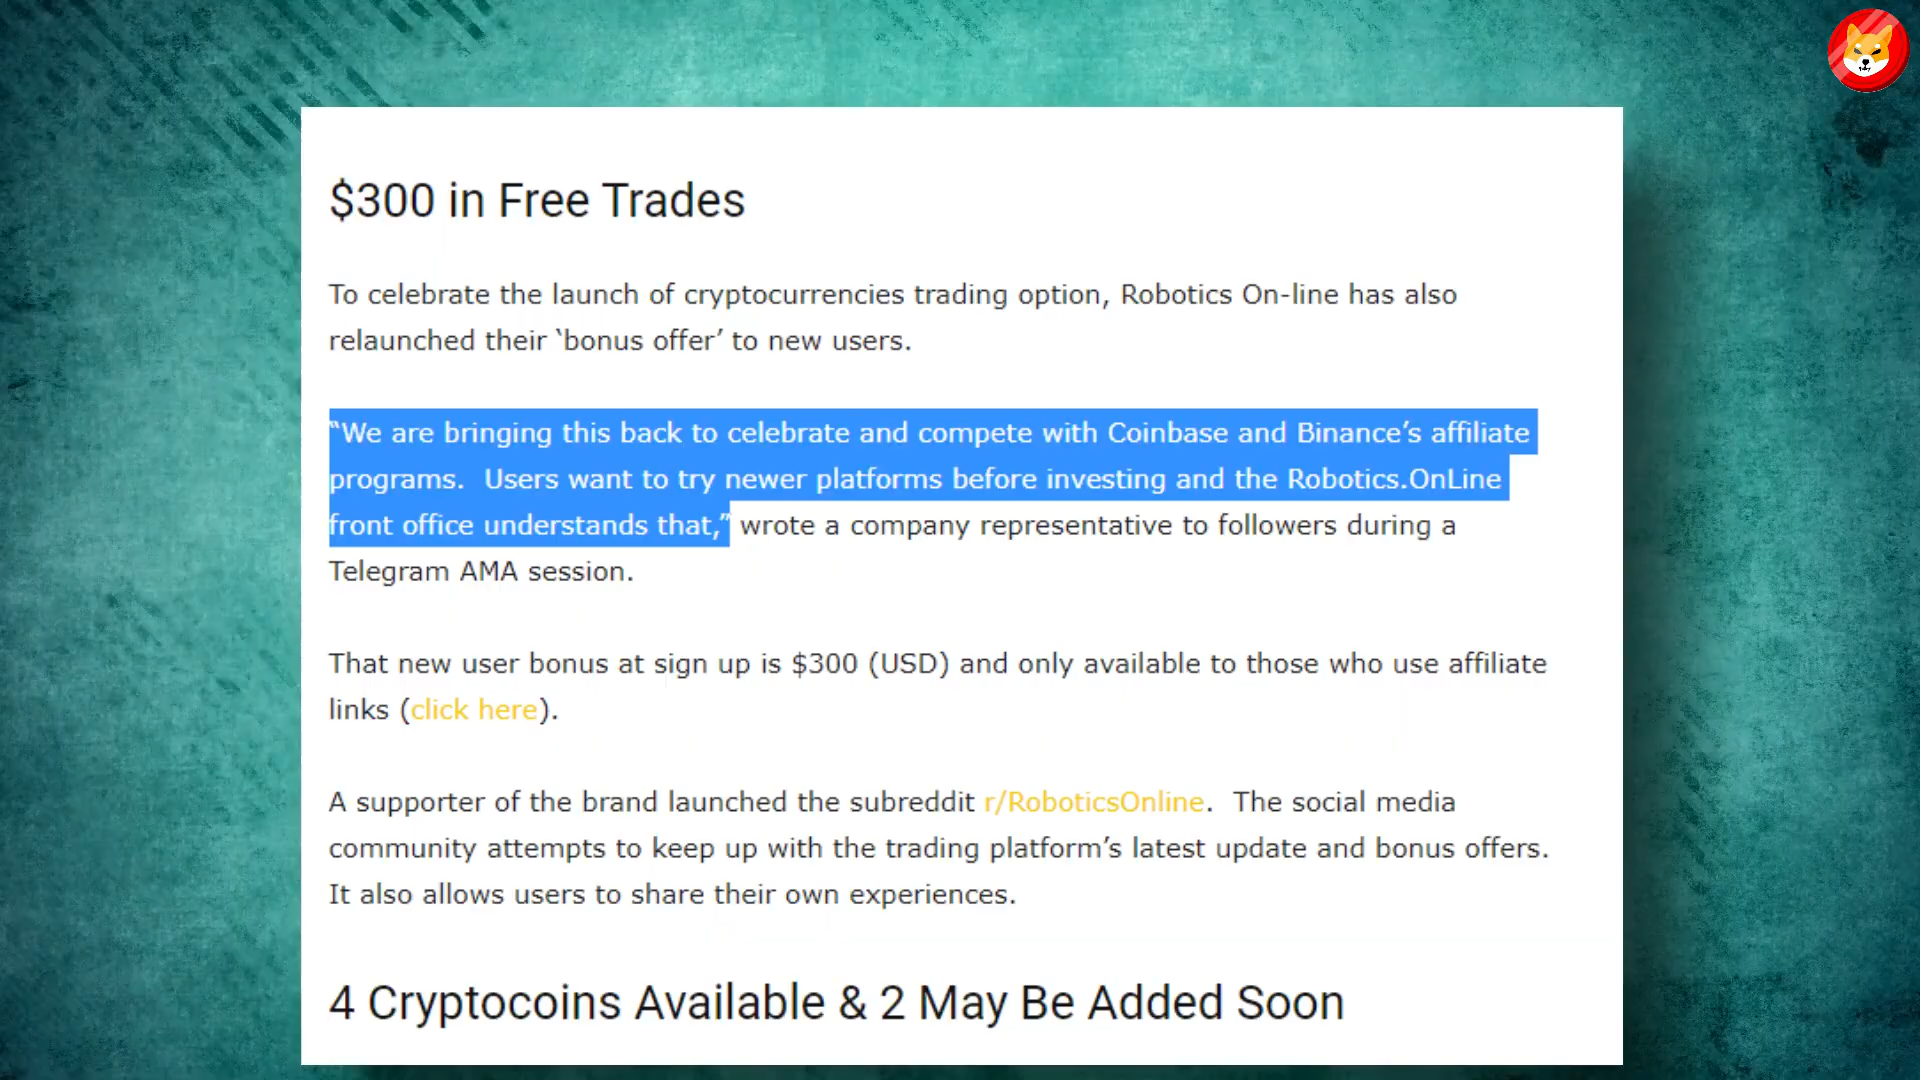 $300 in Free Trades
To celebrate the launch of cryptocurrencies trading option, Robotics On-line has also
relaunched their ‘bonus offer’ to new users.
“We are bringing this back to celebrate and compete with Coinbase and Binance’s affiliate
programs.  Users want to try newer platforms before investing and the Robotics.OnLine
front office understands that,” wrote a company representative to followers during a
Telegram AMA session.
That new user bonus at sign up is $300 (USD) and only available to those who use affiliate
links (click here).
A supporter of the brand launched the subreddit r/RoboticsOnline.  The social media
community attempts to keep up with the trading platform’s latest update and bonus offers.
It also allows users to share their own experiences.
4 Cryptocoins Available & 2 May Be Added Soon